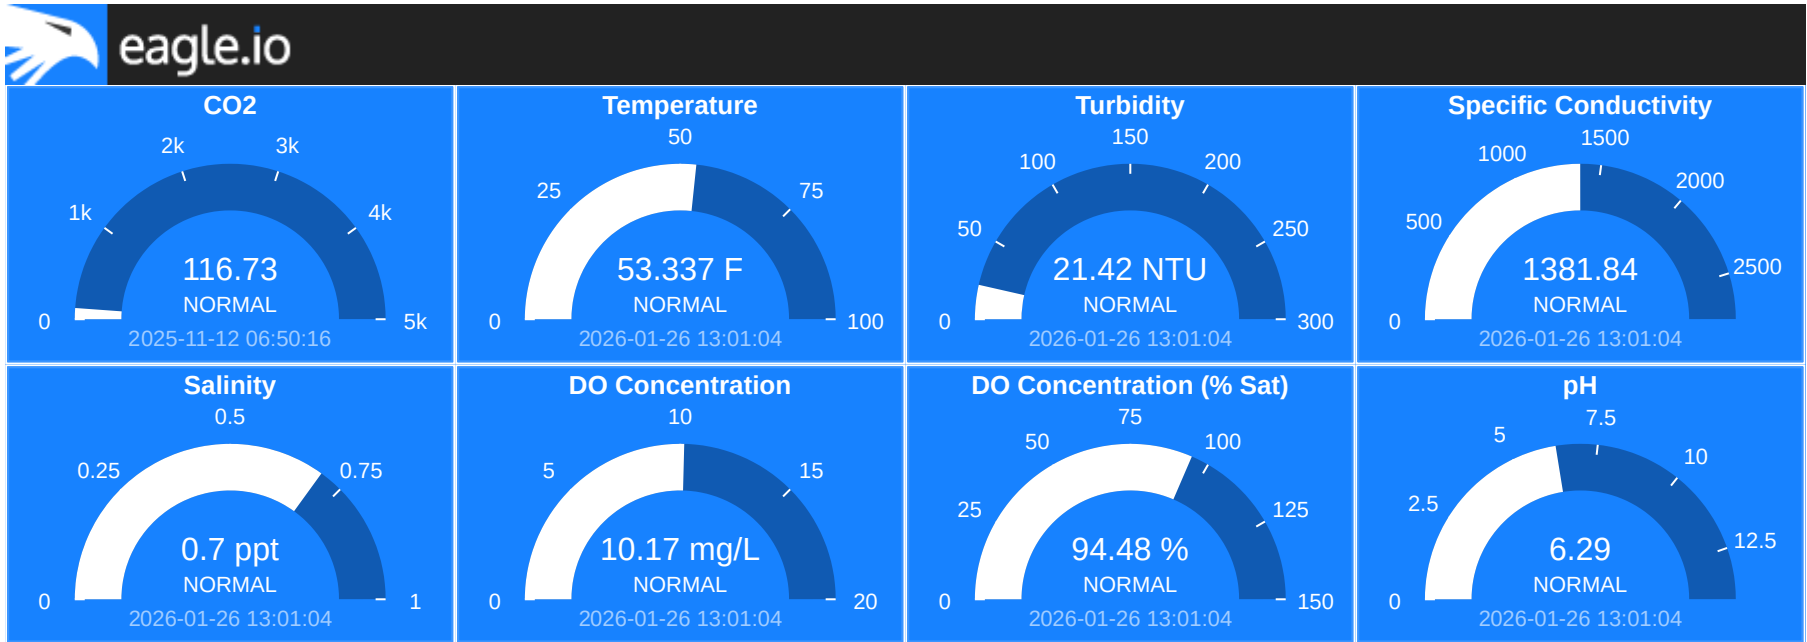 eagle.io
CO2
0
1k
2k
3k
4k
5k
116.73
NORMAL
2025-11-12 06:50:16
Temperature
0
25
50
75
100
53.337 F
NORMAL
2026-01-26 13:01:04
Turbidity
0
50
100
150
200
250
300
21.42 NTU
NORMAL
2026-01-26 13:01:04
Specific Conductivity
0
500
1000
1500
2000
2500
1381.84
NORMAL
2026-01-26 13:01:04
Salinity
0
0.25
0.5
0.75
1
0.7 ppt
NORMAL
2026-01-26 13:01:04
DO Concentration
0
5
10
15
20
10.17 mg/L
NORMAL
2026-01-26 13:01:04
DO Concentration (% Sat)
0
25
50
75
100
125
150
94.48 %
NORMAL
2026-01-26 13:01:04
pH
0
2.5
5
7.5
10
12.5
6.29
NORMAL
2026-01-26 13:01:04